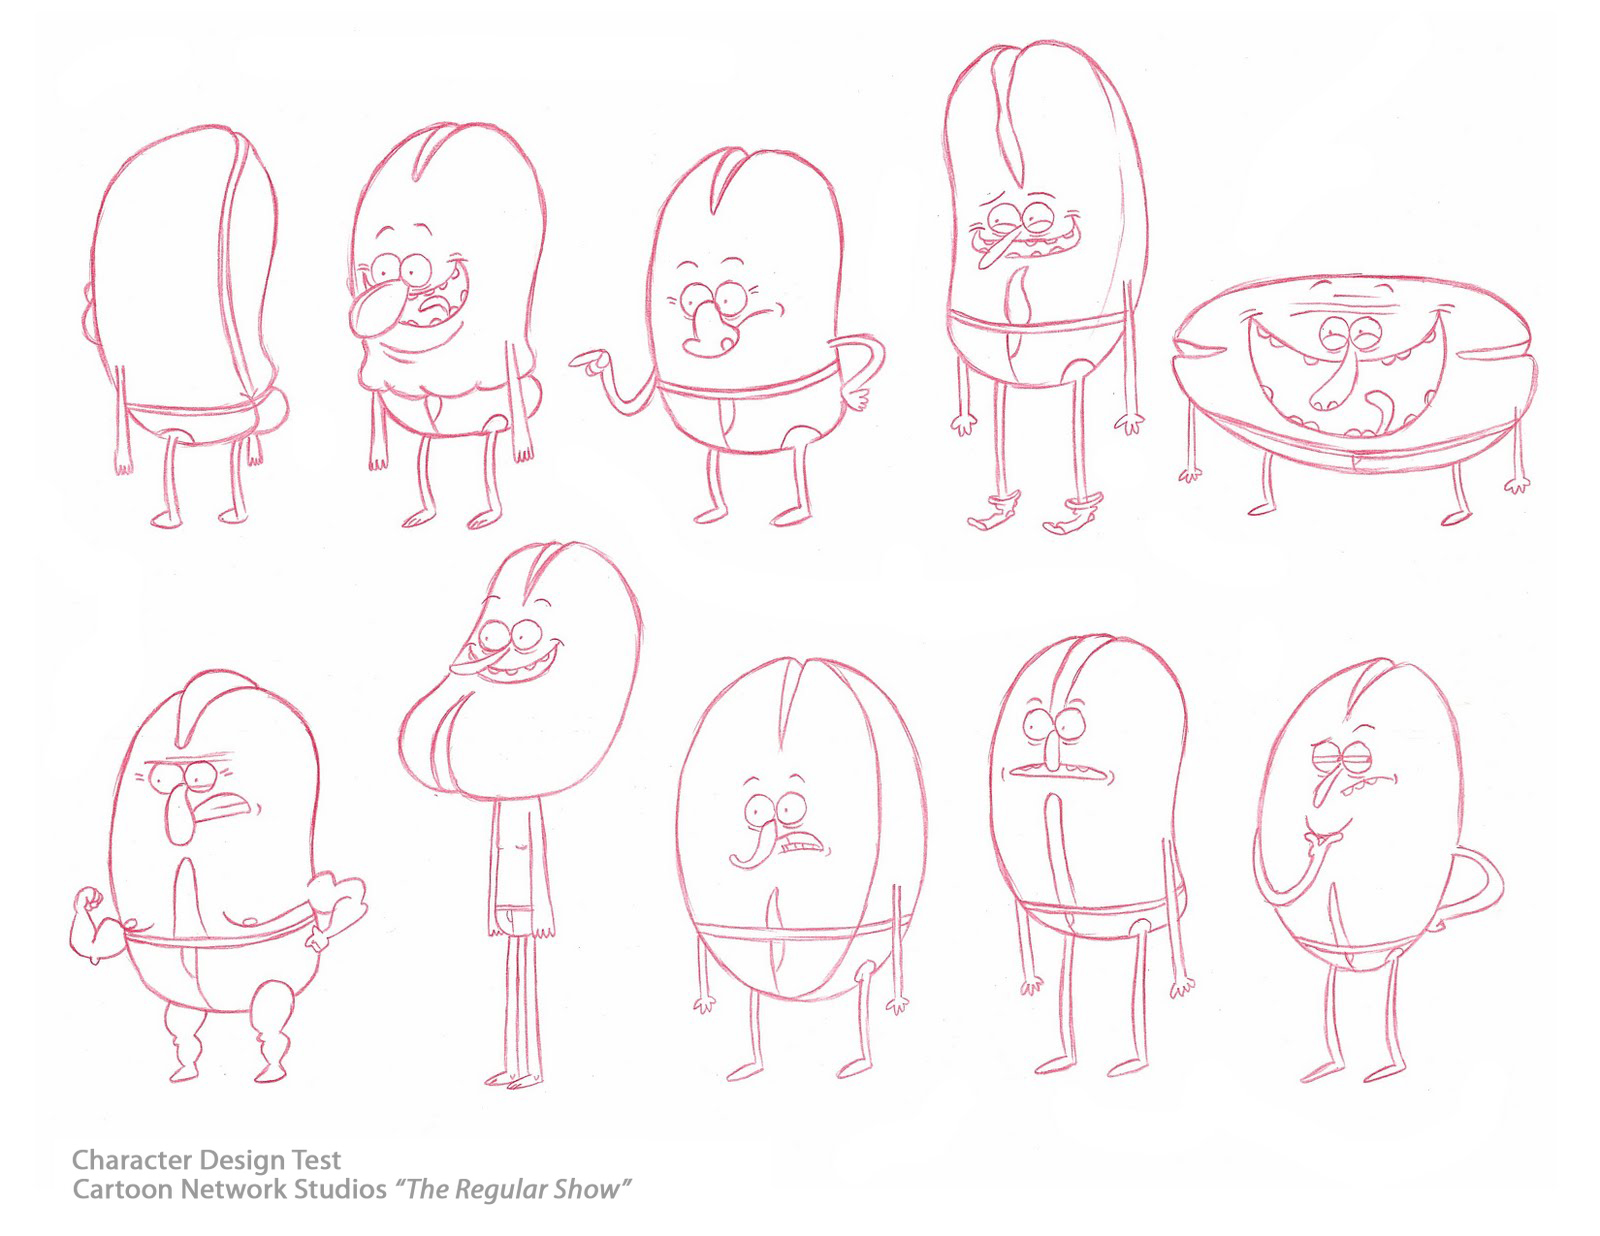 Character Design Test
Cartoon Network Studios “The Regular Show”